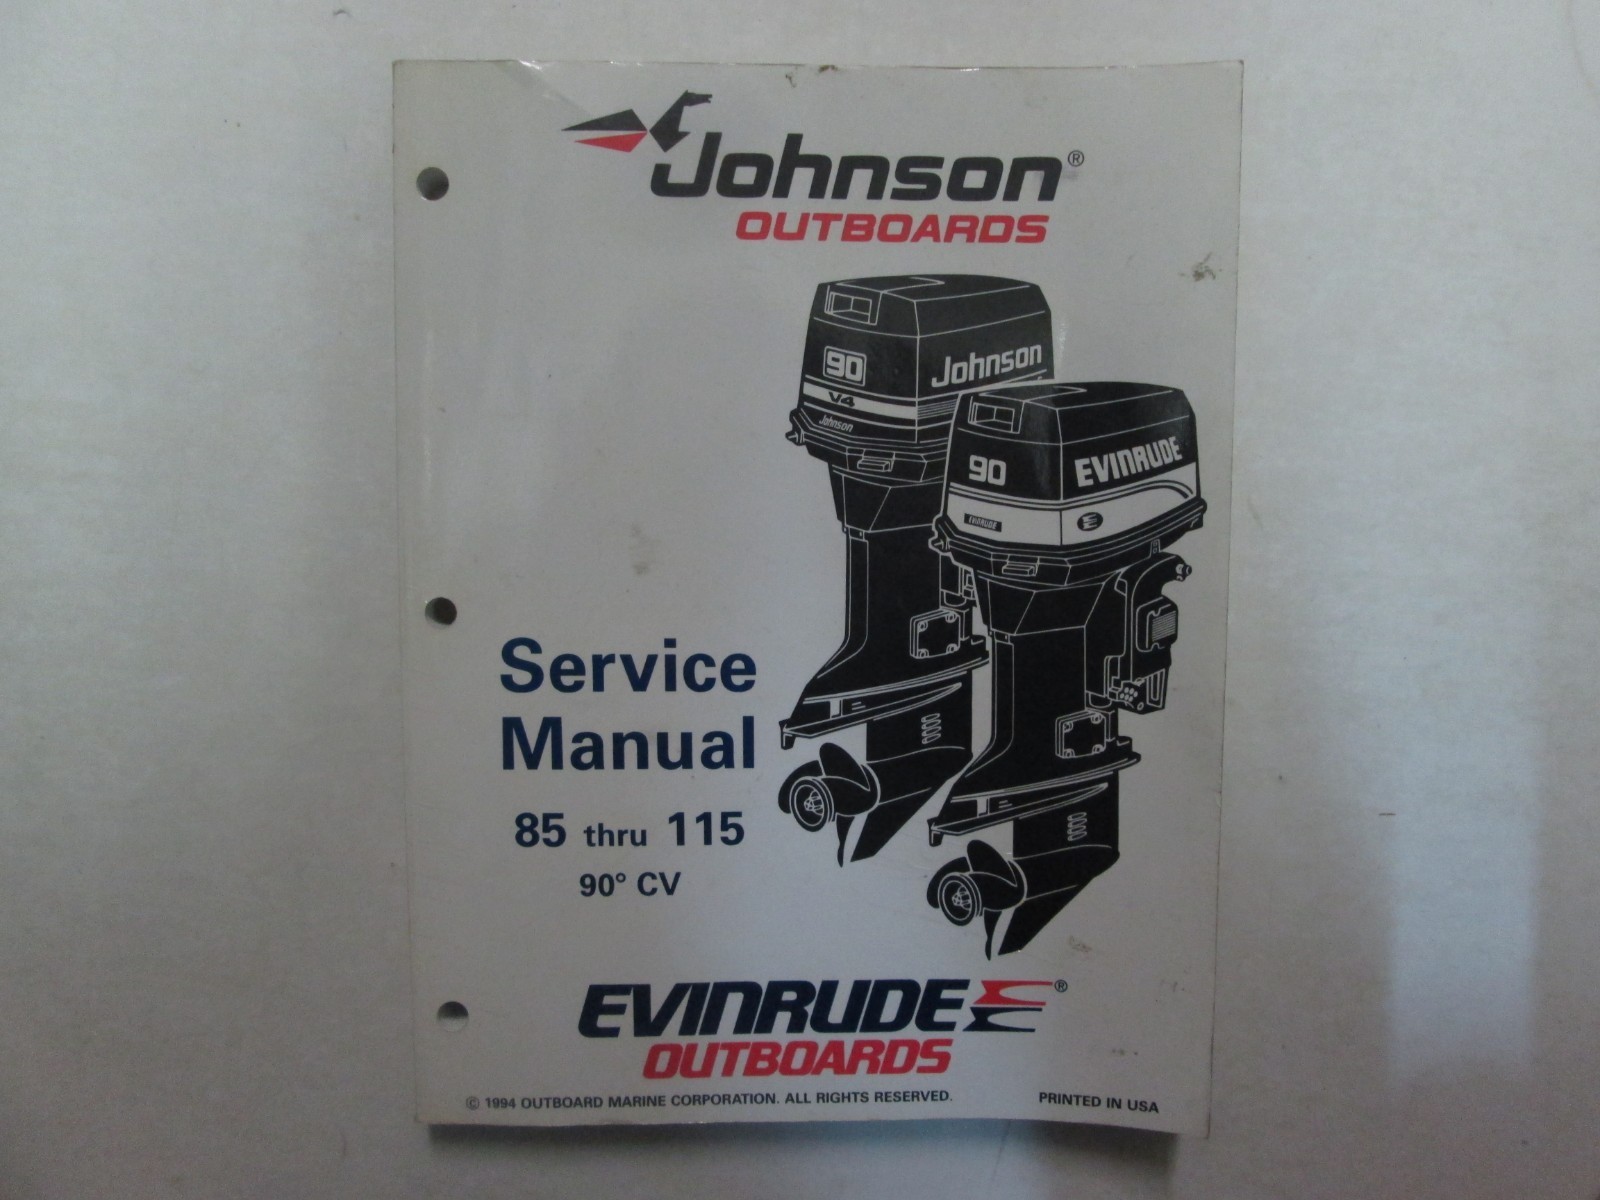 Johnson®
OUTBOARDS
90
V4
Johnson
Johnson
90
EVINRUDE
EVINRUDE
E
Service
Manual
85 thru 115
90° CV
EVINRUDE®
OUTBOARDS
© 1994 OUTBOARD MARINE CORPORATION. ALL RIGHTS RESERVED.
PRINTED IN USA